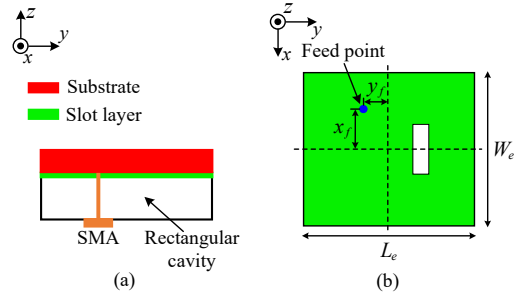 z
y
x
Substrate
Slot layer
SMA
Rectangular
cavity
(a)
z
y
x
Feed point
y_f
x_f
W_e
L_e
(b)